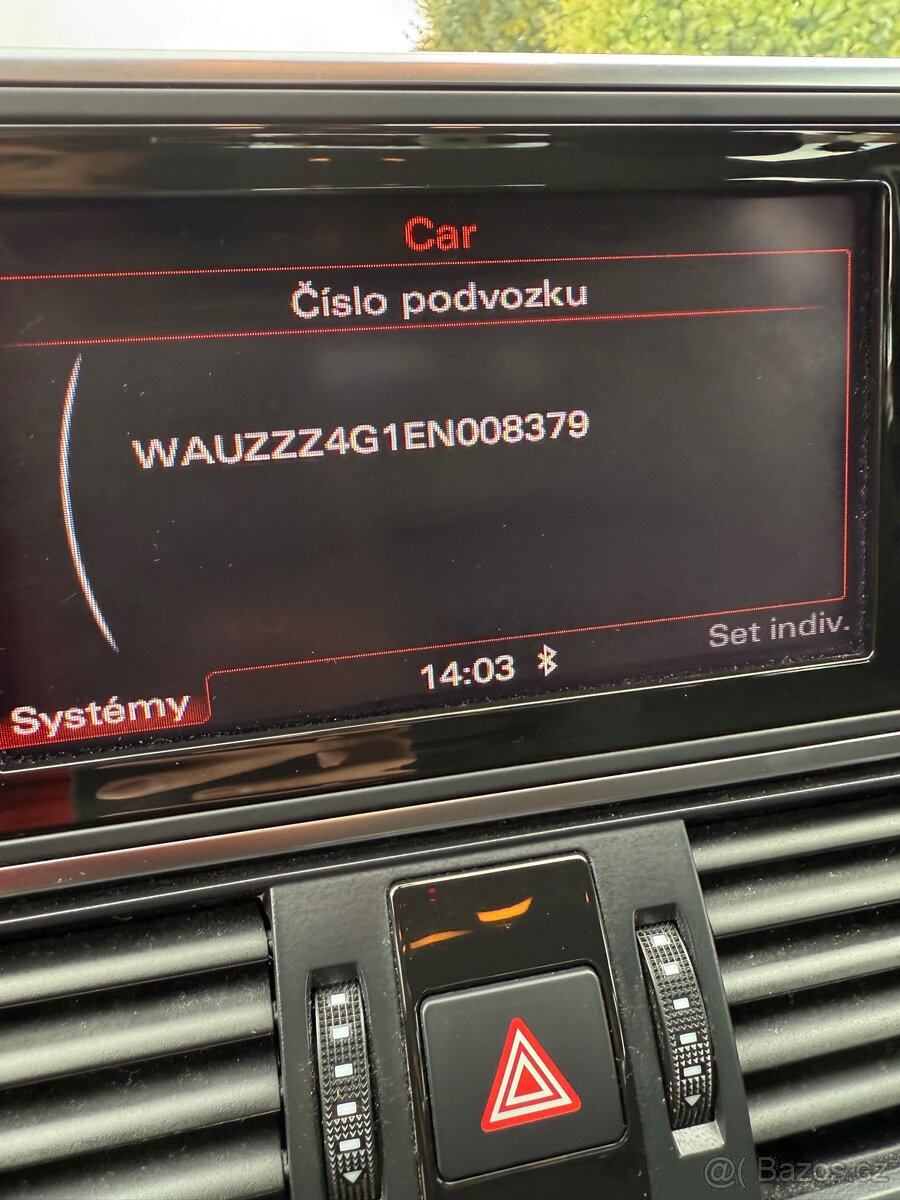 Car
Číslo podvozku
WAUZZZ4G1EN008379
Set indiv.
14:03
Systémy
@( Bazos.cz